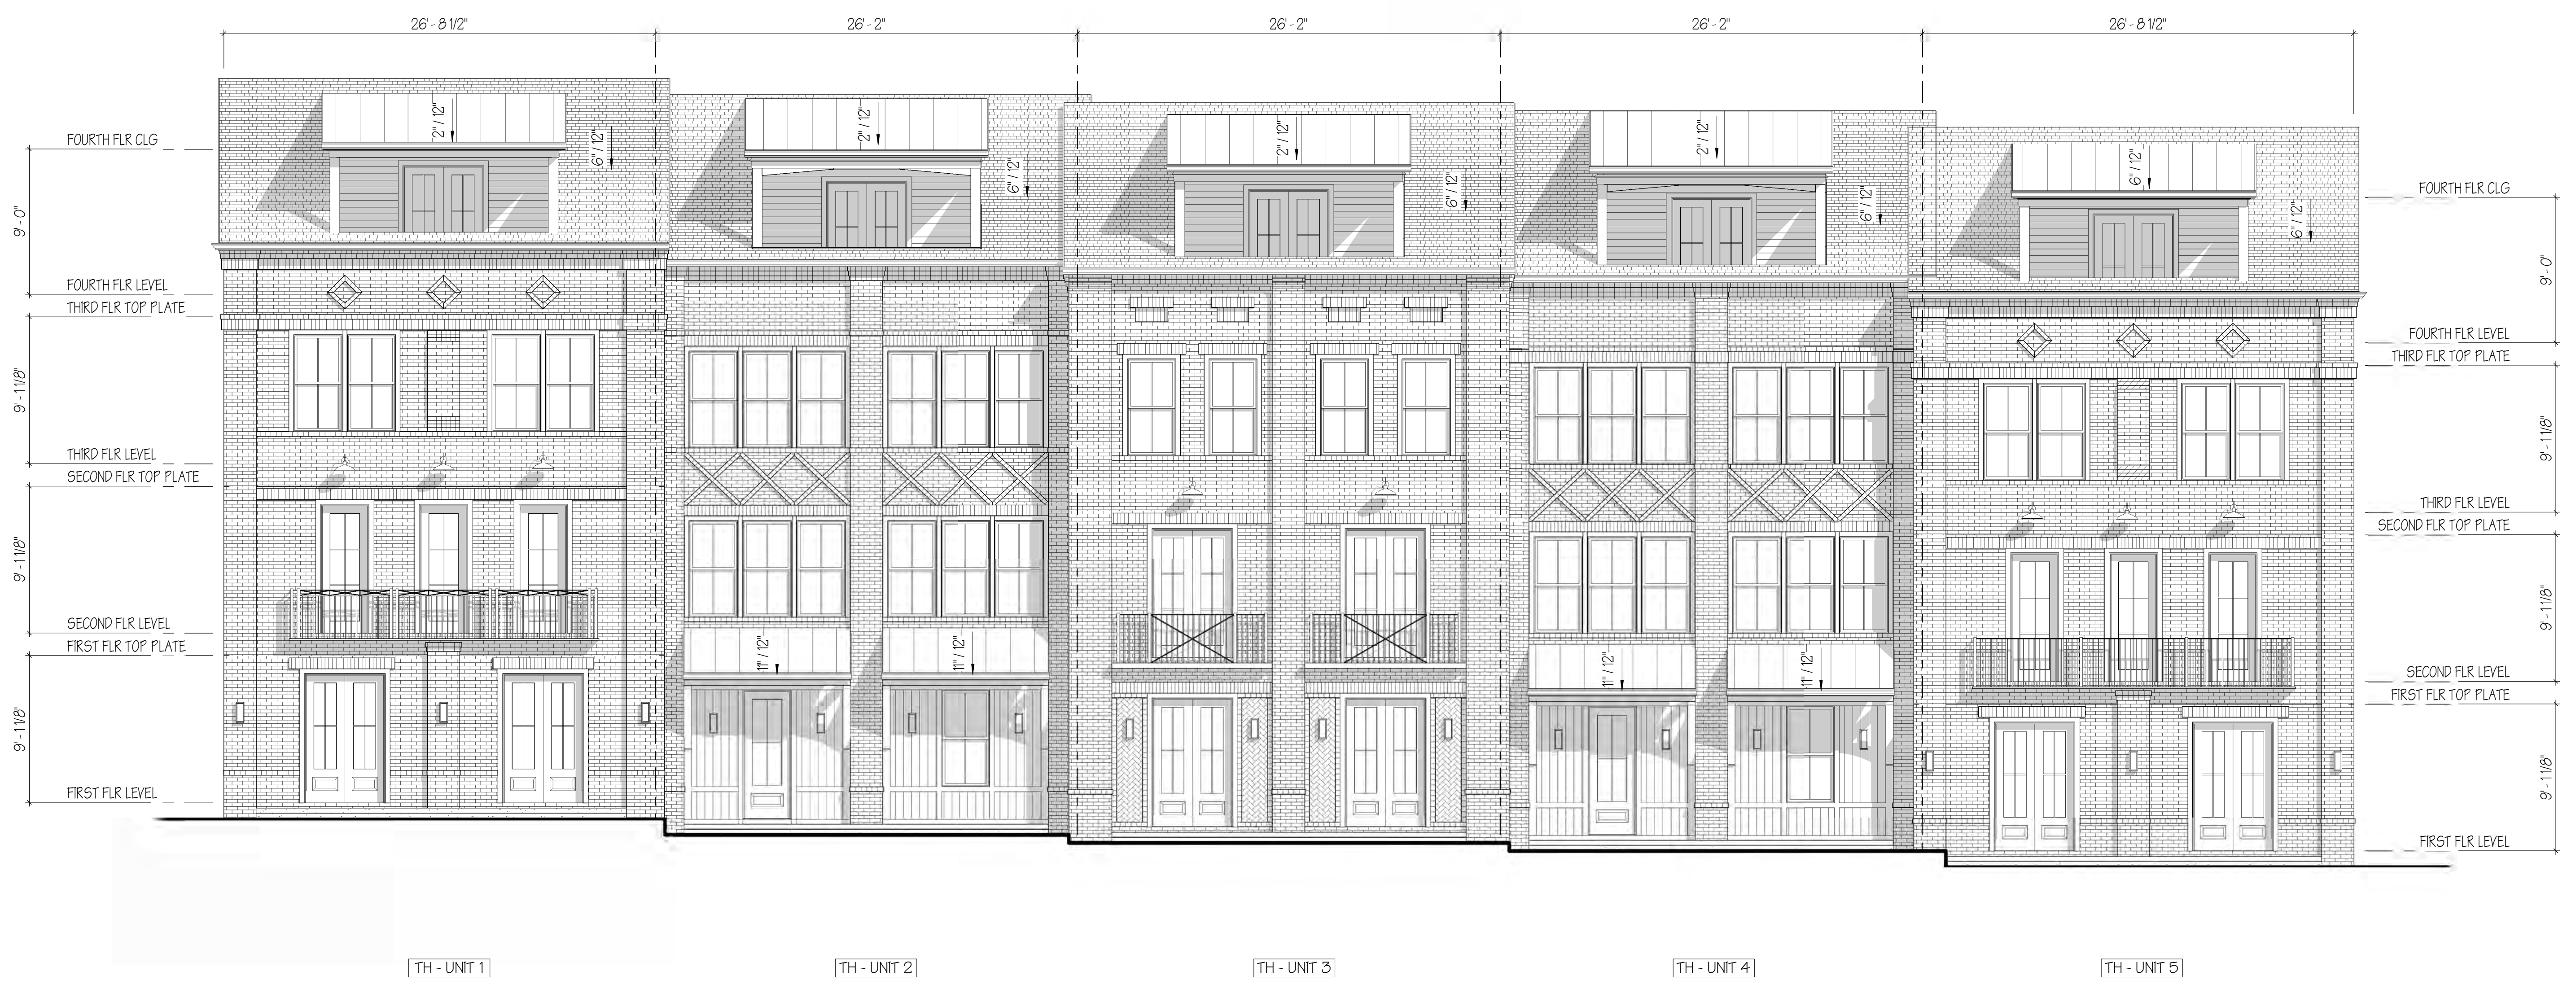 26' - 8 1/2" 26' - 2" 26' - 2" 26' - 2" 26' - 8 1/2"
2" / 12" 2" / 12" 2" / 12" 2" / 12" 6" / 12"
6" / 12" 6" / 12" 6" / 12" 6" / 12" 6" / 12"
FOURTH FLR CLG
9' - 0"
FOURTH FLR LEVEL
THIRD FLR TOP PLATE
9' - 1 1/8"
THIRD FLR LEVEL
SECOND FLR TOP PLATE
9' - 1 1/8"
SECOND FLR LEVEL
FIRST FLR TOP PLATE
9' - 1 1/8"
FIRST FLR LEVEL
11" / 12" 11" / 12" 11" / 12" 11" / 12"
FOURTH FLR CLG
9' - 0"
FOURTH FLR LEVEL
THIRD FLR TOP PLATE
9' - 1 1/8"
THIRD FLR LEVEL
SECOND FLR TOP PLATE
9' - 1 1/8"
SECOND FLR LEVEL
FIRST FLR TOP PLATE
9' - 1 1/8"
FIRST FLR LEVEL
TH - UNIT 1 TH - UNIT 2 TH - UNIT 3 TH - UNIT 4 TH - UNIT 5